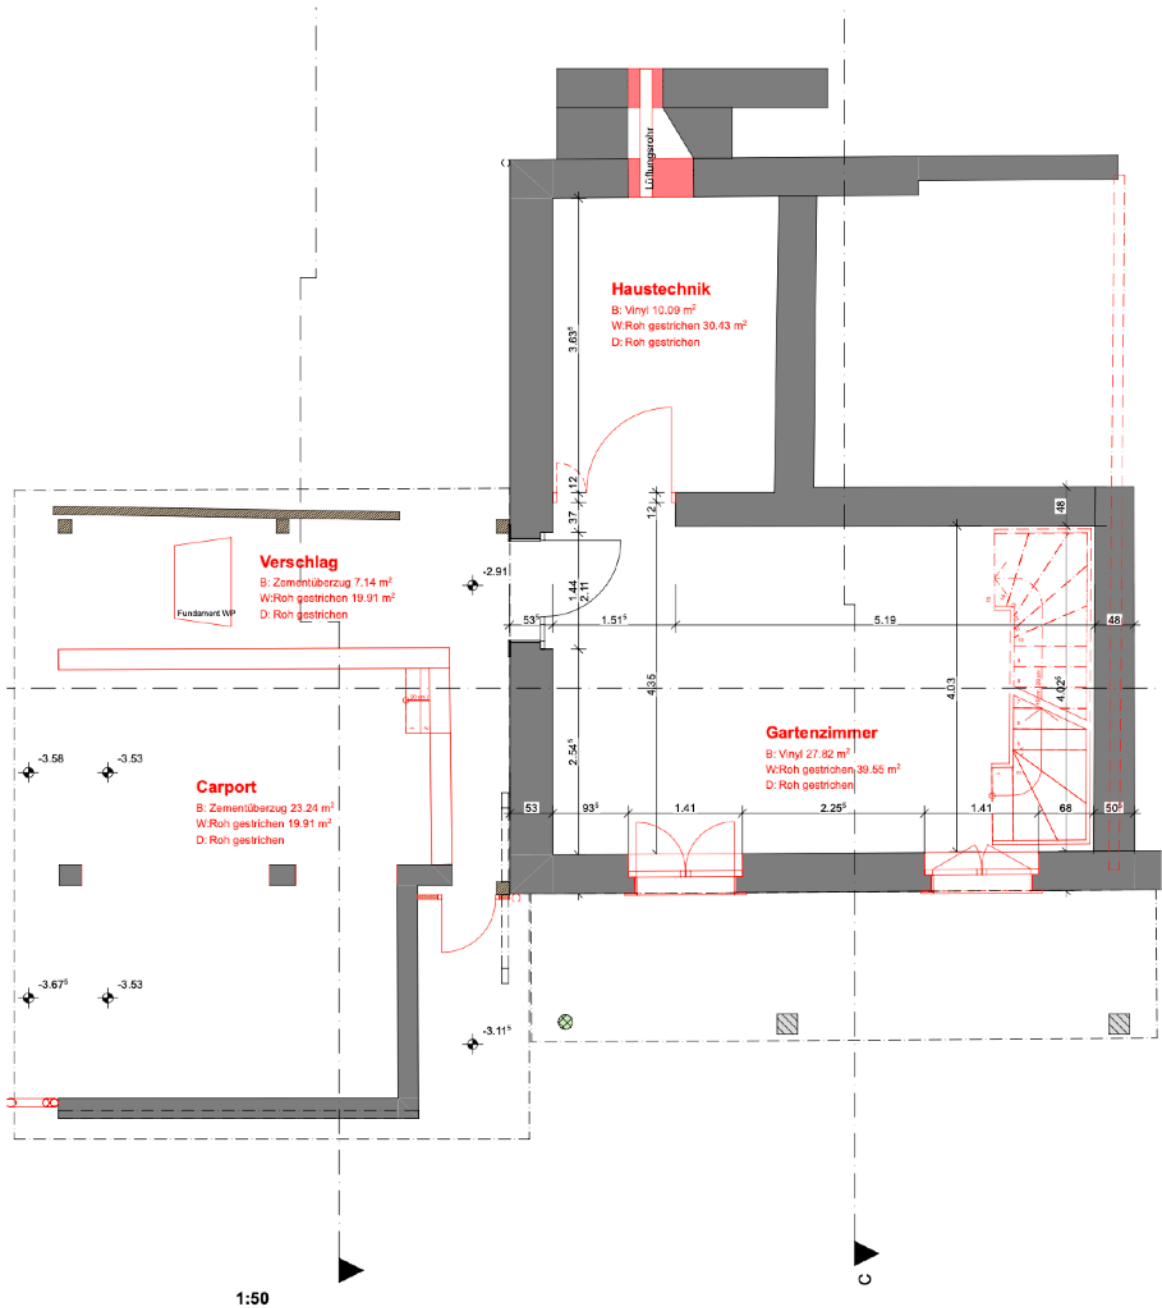 Lüftungsrohr
Haustechnik
B: Vinyl 10.09 m²
W:Roh gestrichen 30.43 m²
D: Roh gestrichen
3.63⁵
12
37
12
48
Verschlag
B: Zementüberzug 7.14 m²
W:Roh gestrichen 19.91 m²
D: Roh gestrichen
Fundament WP
-2.91
1.44
2.11
53⁵
1.51⁵
5.19
48
4.35
4.03
4.02⁵
2.54⁵
Gartenzimmer
B: Vinyl 27.82 m²
W:Roh gestrichen 39.55 m²
D: Roh gestrichen
-3.58
-3.53
Carport
B: Zementüberzug 23.24 m²
W:Roh gestrichen 19.91 m²
D: Roh gestrichen
53
93⁵
1.41
2.25⁵
1.41
68
50⁵
-3.67⁵
-3.53
-3.11⁵
C
1:50